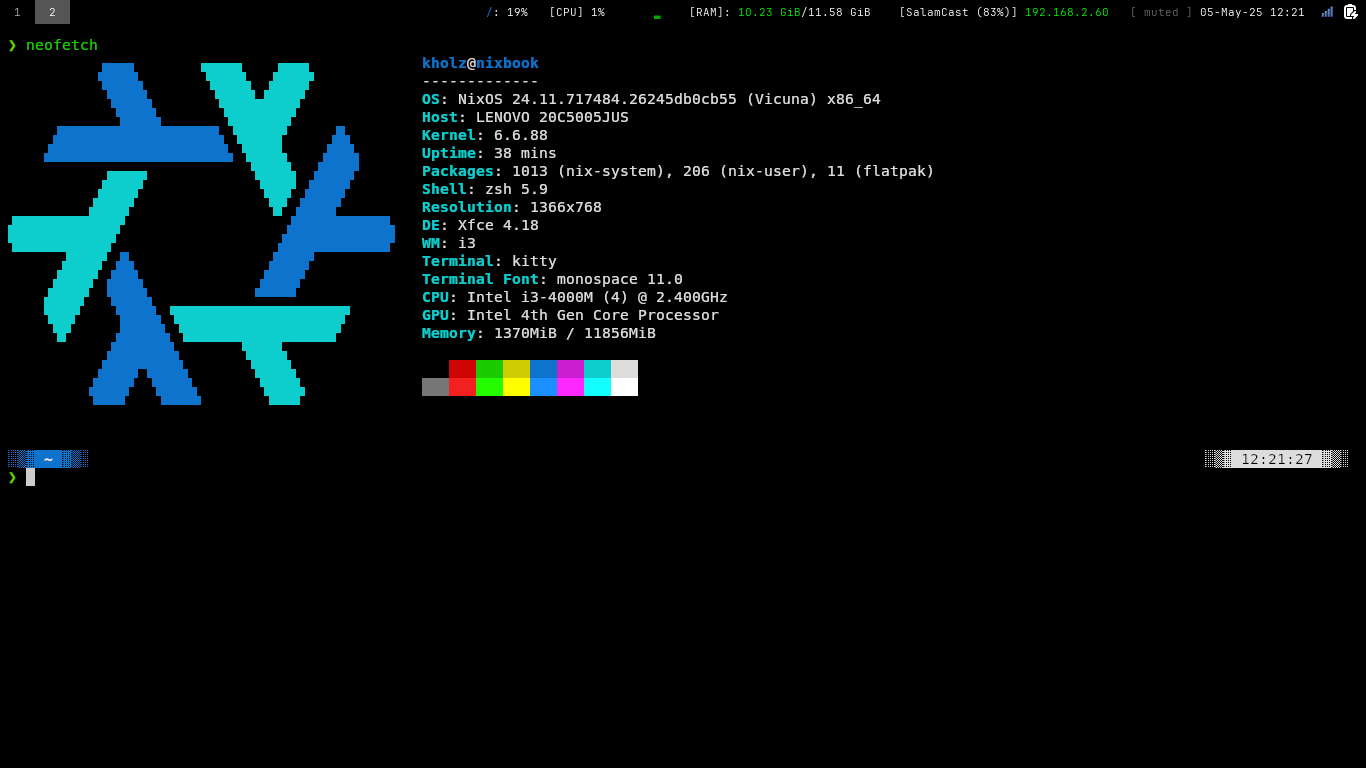 1 2 /: 19% [CPU] 1% [RAM]: 10.23 GiB/11.58 GiB [SalamCast (83%)] 192.168.2.60 [ muted ] 05-May-25 12:21
❯ neofetch
kholz@nixbook
-------------
OS: NixOS 24.11.717484.26245db0cb55 (Vicuna) x86_64
Host: LENOVO 20C5005JUS
Kernel: 6.6.88
Uptime: 38 mins
Packages: 1013 (nix-system), 206 (nix-user), 11 (flatpak)
Shell: zsh 5.9
Resolution: 1366x768
DE: Xfce 4.18
WM: i3
Terminal: kitty
Terminal Font: monospace 11.0
CPU: Intel i3-4000M (4) @ 2.400GHz
GPU: Intel 4th Gen Core Processor
Memory: 1370MiB / 11856MiB
~ 12:21:27
❯